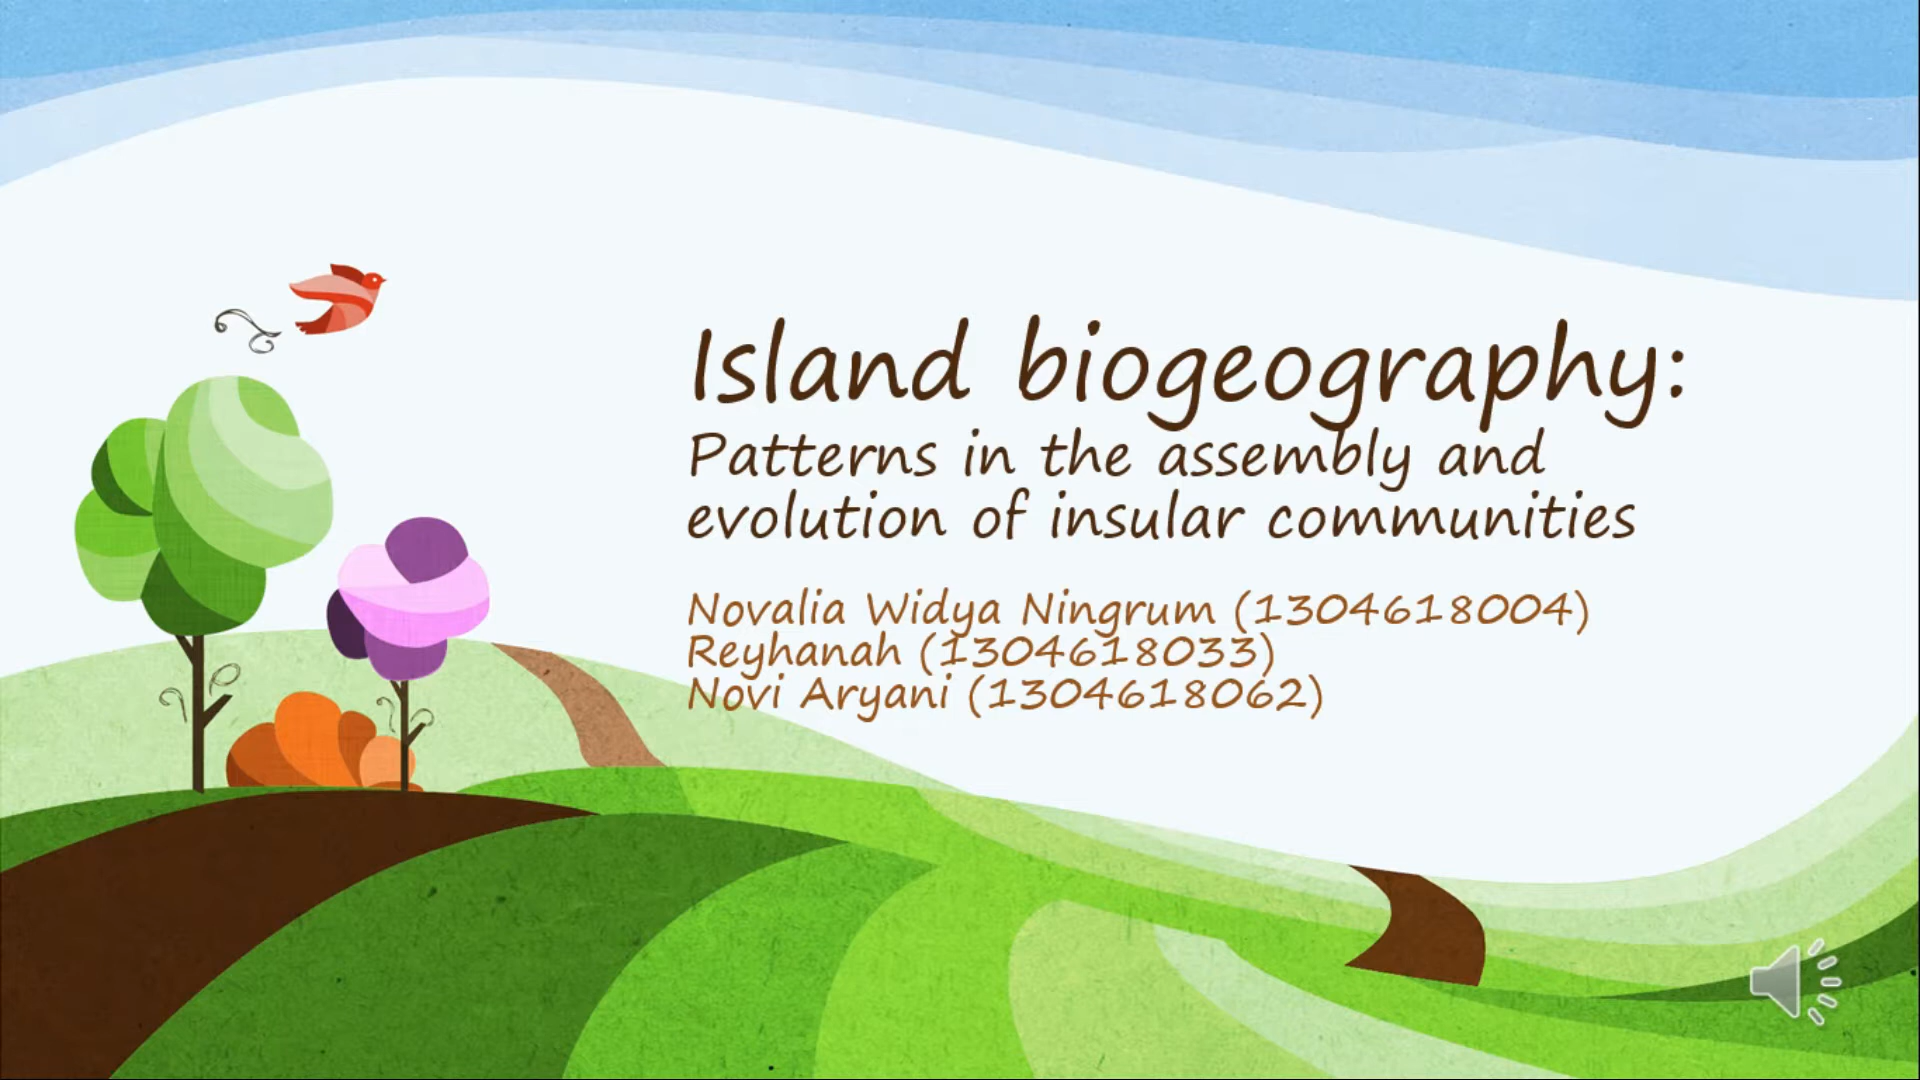 Island biogeography:
Patterns in the assembly and
evolution of insular communities
Novalia Widya Ningrum (1304618004)
Reyhanah (1304618033)
Novi Aryani (1304618062)